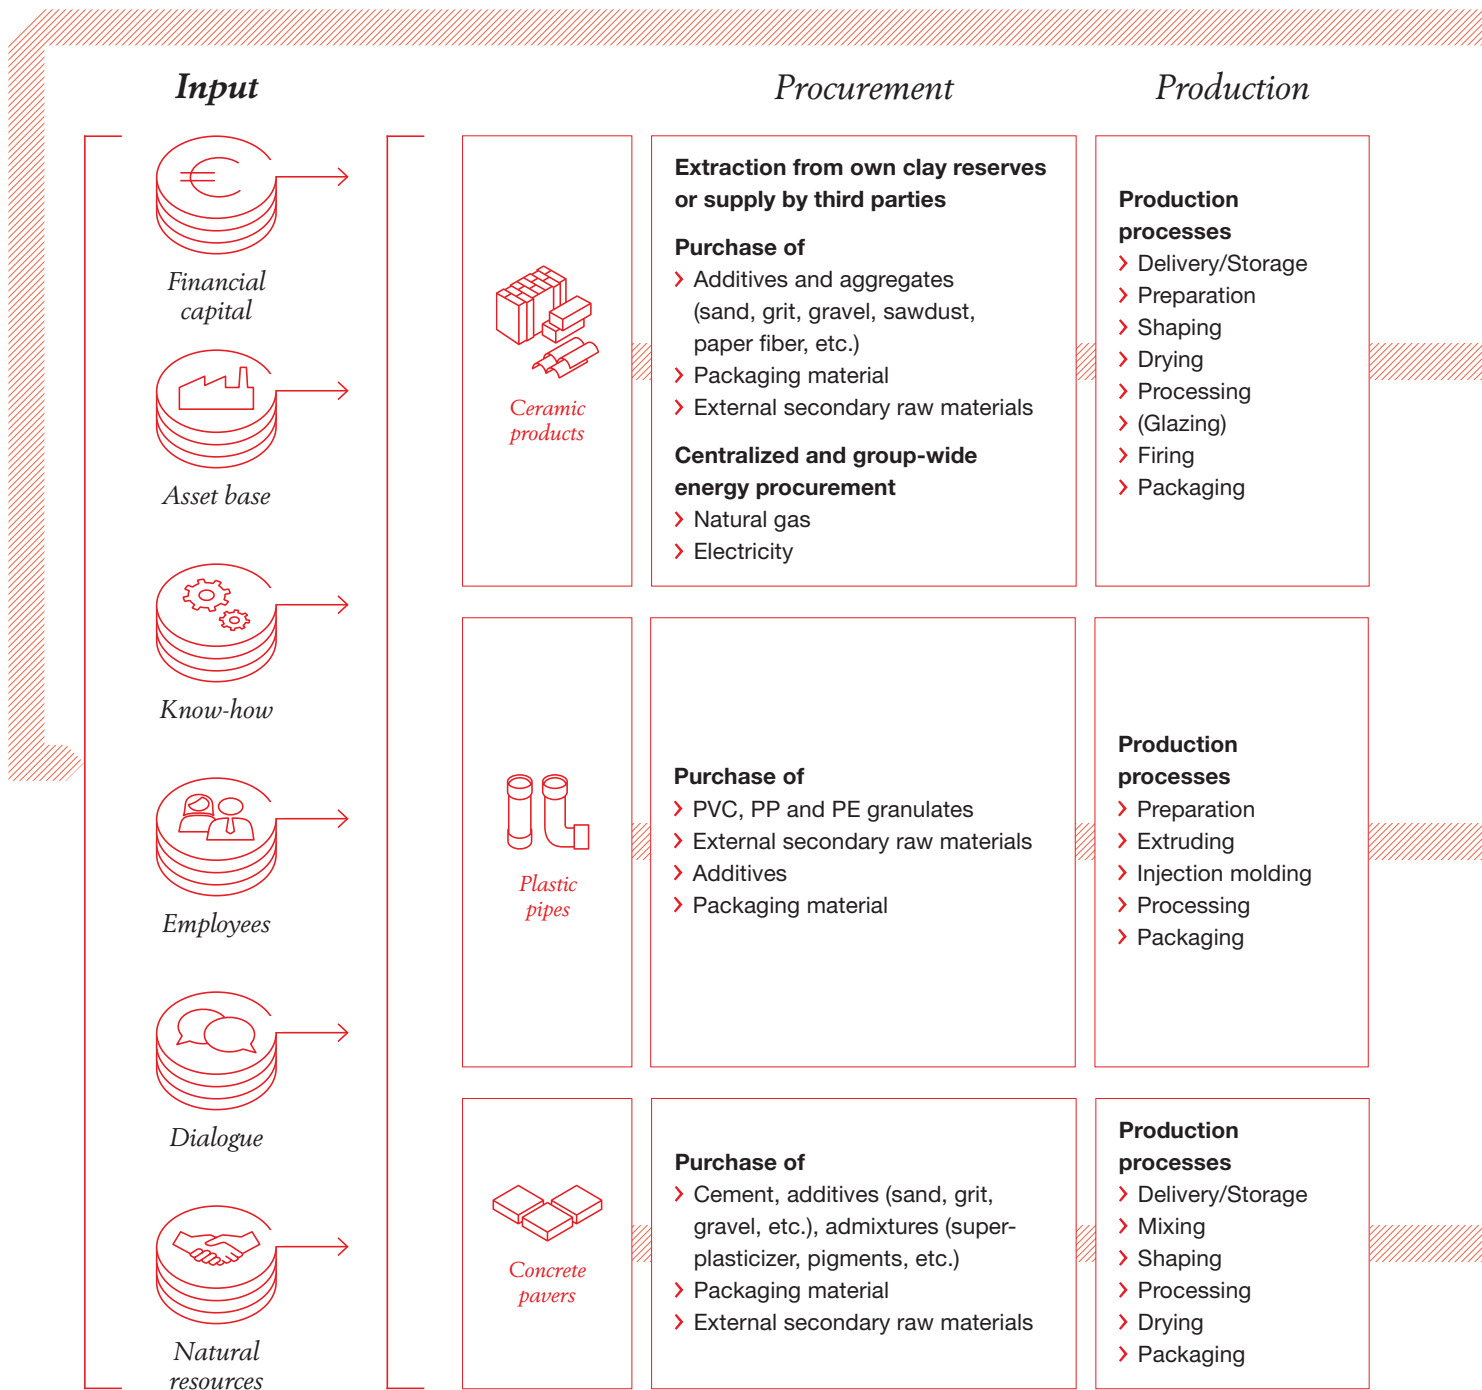 Input
Procurement
Production
Financial
capital
Asset base
Know-how
Employees
Dialogue
Natural
resources
Ceramic
products
Extraction from own clay reserves
or supply by third parties
Purchase of
› Additives and aggregates
(sand, grit, gravel, sawdust,
paper fiber, etc.)
› Packaging material
› External secondary raw materials
Centralized and group-wide
energy procurement
› Natural gas
› Electricity
Production
processes
› Delivery/Storage
› Preparation
› Shaping
› Drying
› Processing
› (Glazing)
› Firing
› Packaging
Plastic
pipes
Purchase of
› PVC, PP and PE granulates
› External secondary raw materials
› Additives
› Packaging material
Production
processes
› Preparation
› Extruding
› Injection molding
› Processing
› Packaging
Concrete
pavers
Purchase of
› Cement, additives (sand, grit,
gravel, etc.), admixtures (super-
plasticizer, pigments, etc.)
› Packaging material
› External secondary raw materials
Production
processes
› Delivery/Storage
› Mixing
› Shaping
› Processing
› Drying
› Packaging